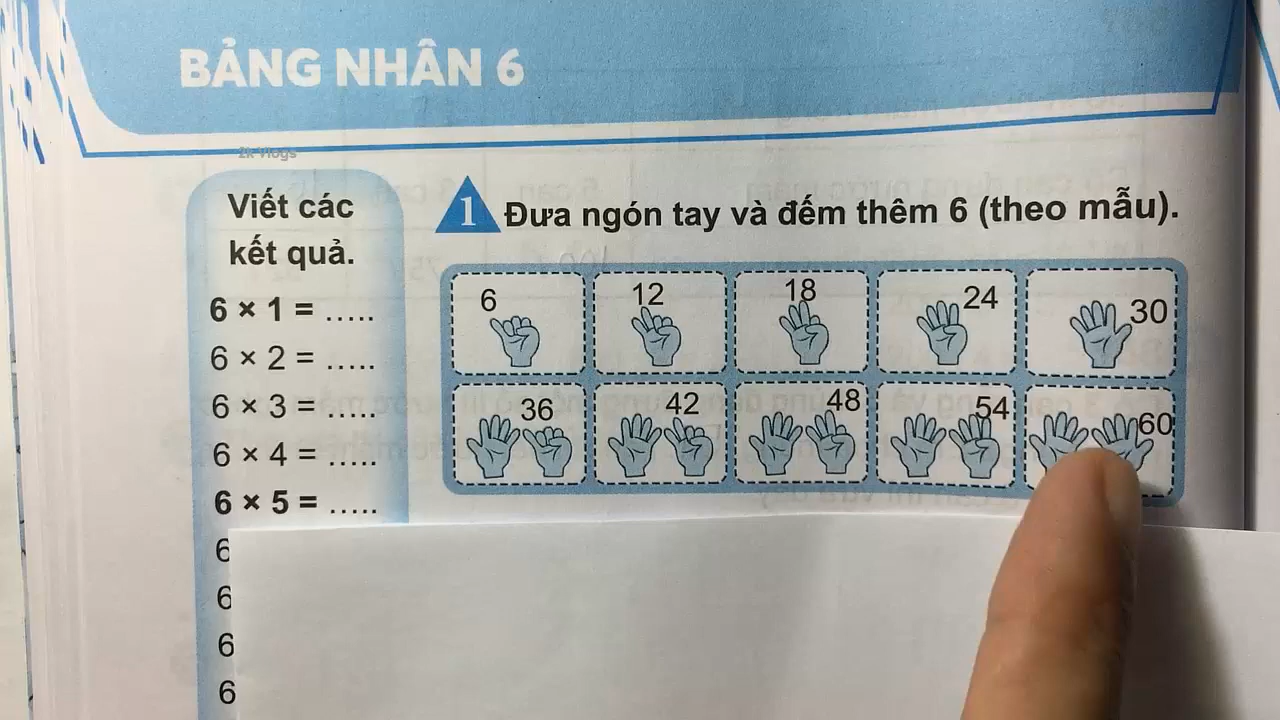 BẢNG NHÂN 6
2k Vlogs
Viết các
kết quả.
6 × 1 = .....
6 × 2 = .....
6 × 3 = .....
6 × 4 = .....
6 × 5 = .....
6
6
6
6
1 Đưa ngón tay và đếm thêm 6 (theo mẫu).
6 12 18 24 30
36 42 48 54 60